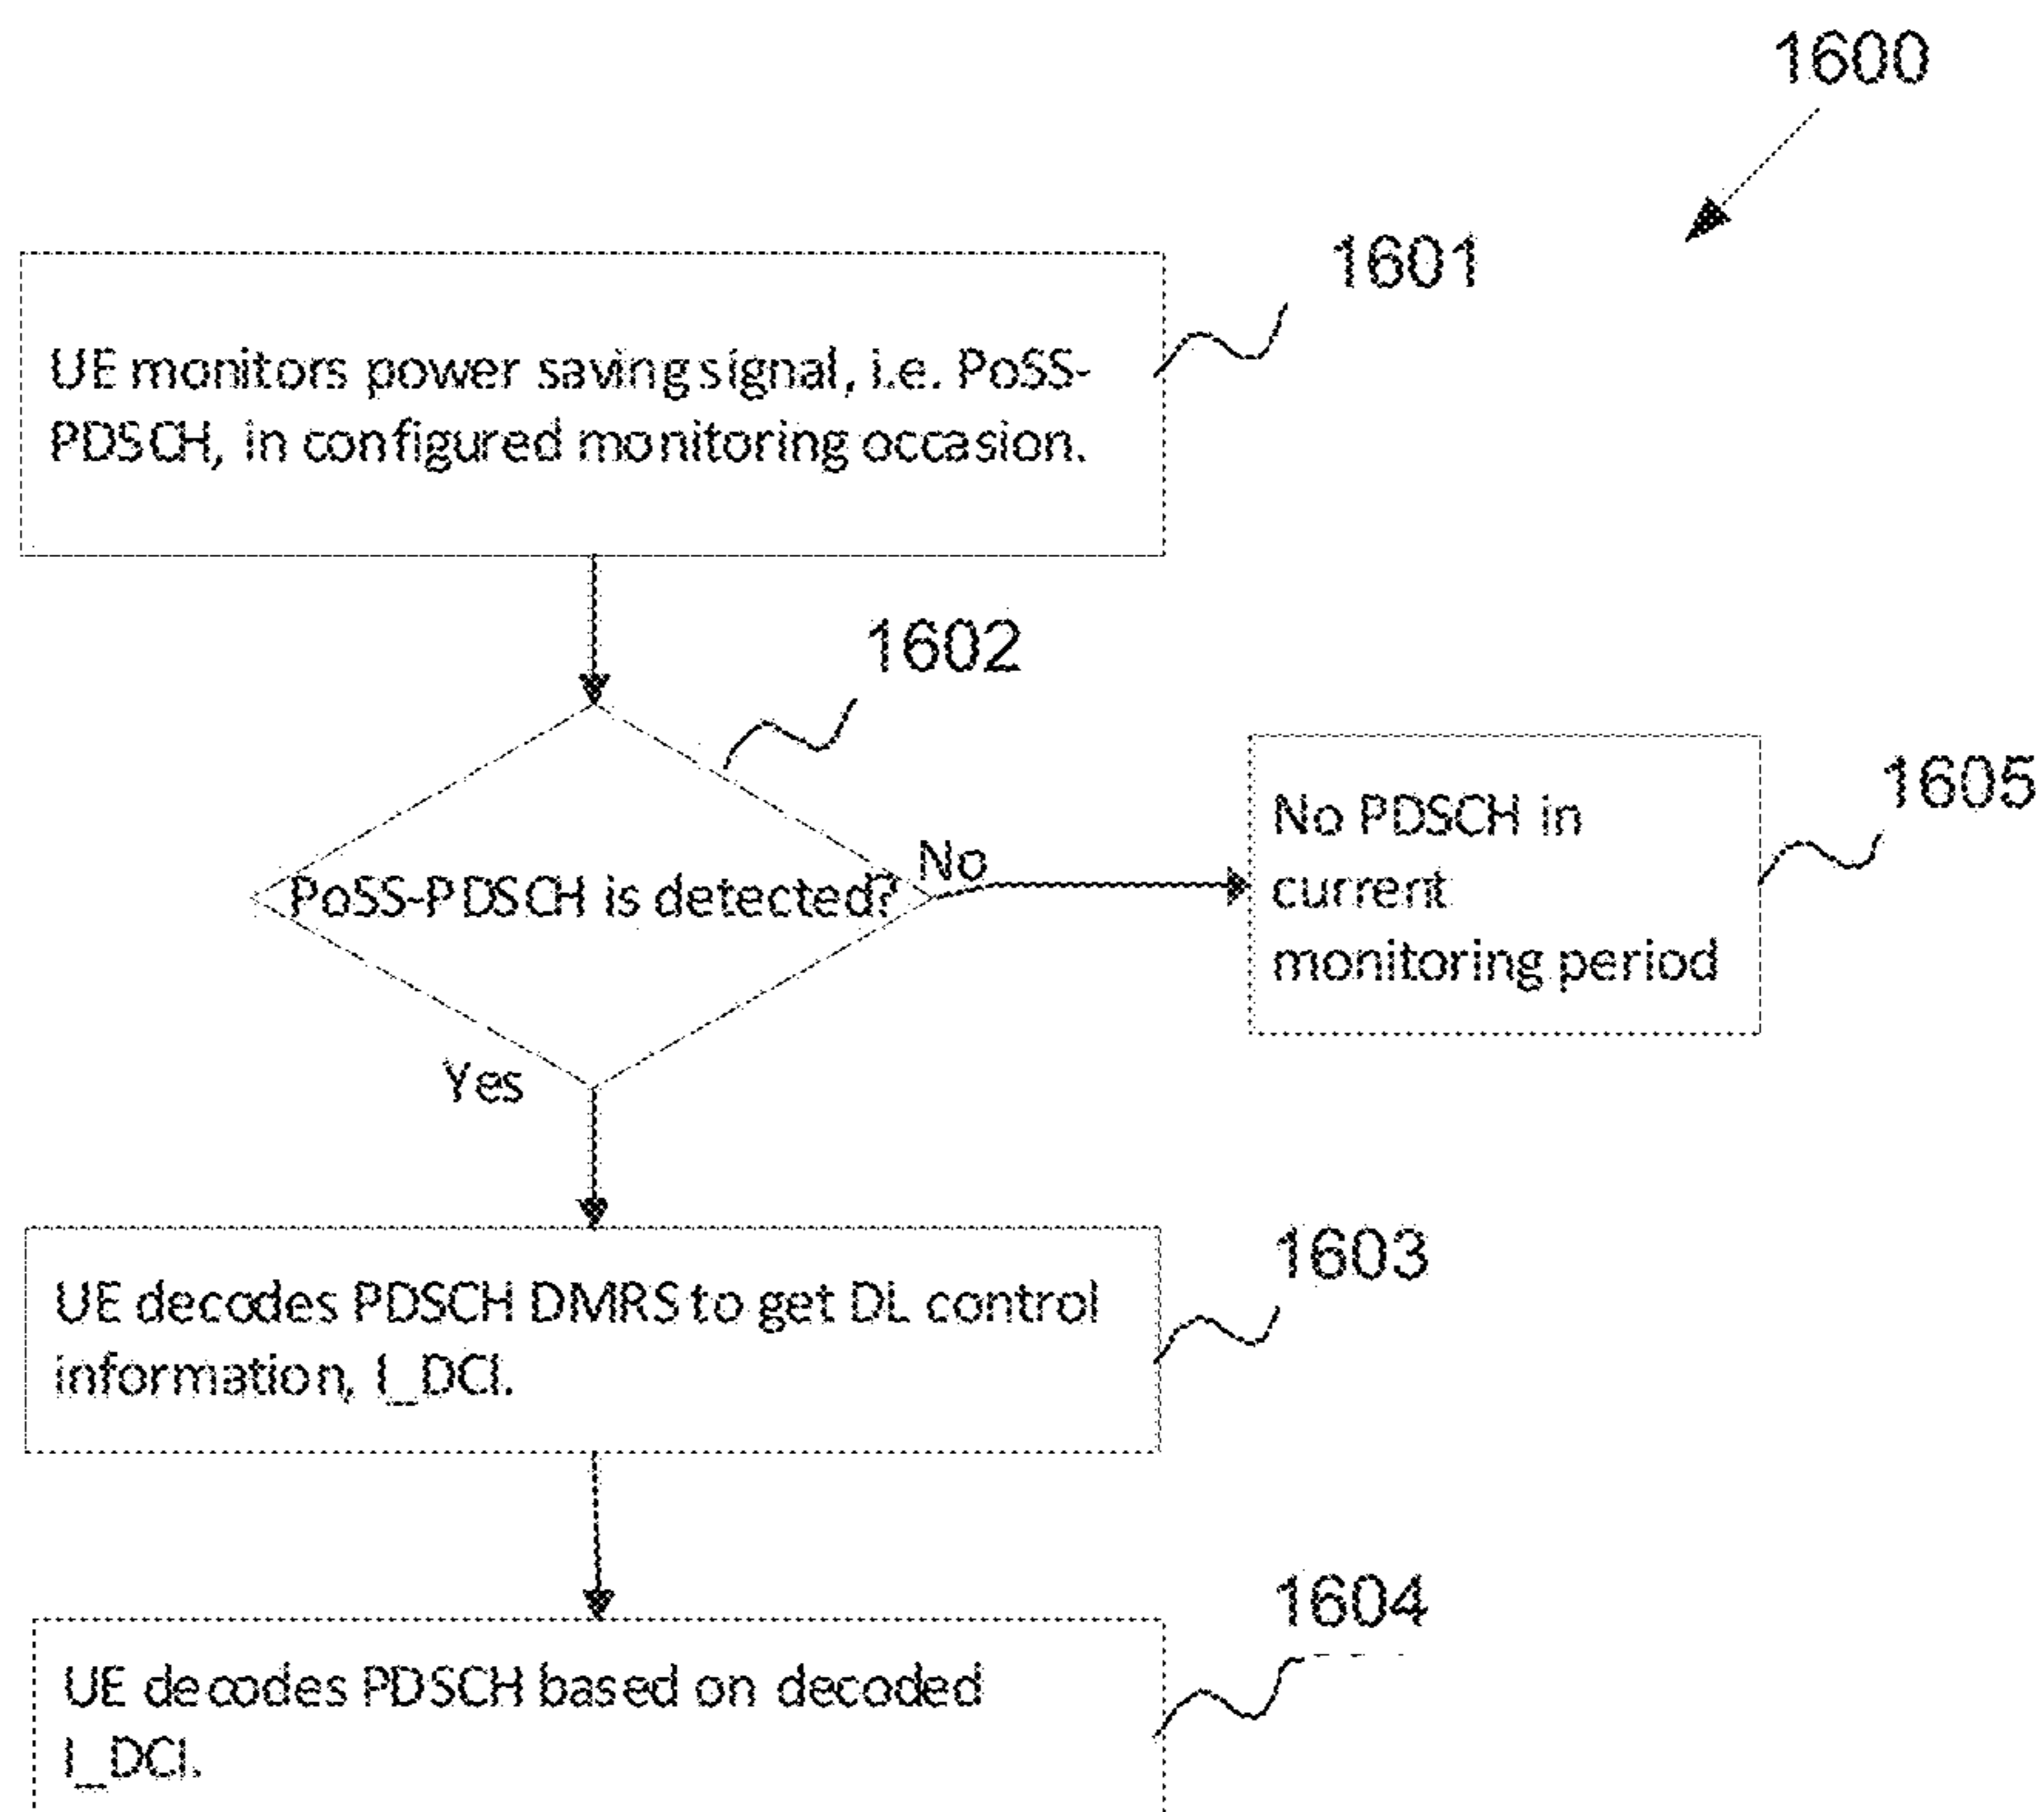 1600
1601
UE monitors power saving signal, i.e. PoSS-
PDSCH, in configured monitoring occasion.
1602
PoSS-PDSCH is detected?
No
No PDSCH in
current
monitoring period
1605
Yes
1603
UE decodes PDSCH DMRS to get DL control
information, I_DCI.
1604
UE decodes PDSCH based on decoded
I_DCI.